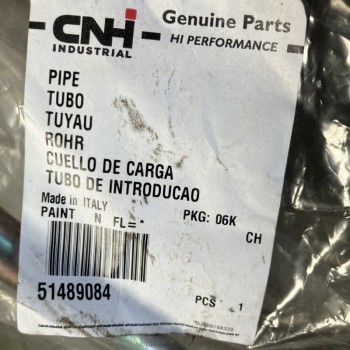 CNH
INDUSTRIAL
Genuine Parts
HI PERFORMANCE
PIPE
TUBO
TUYAU
ROHR
CUELLO DE CARGA
TUBO DE INTRODUCAO
Made in ITALY
PAINT N FL=*
PKG: 06K
CH
51489084
PCS 1